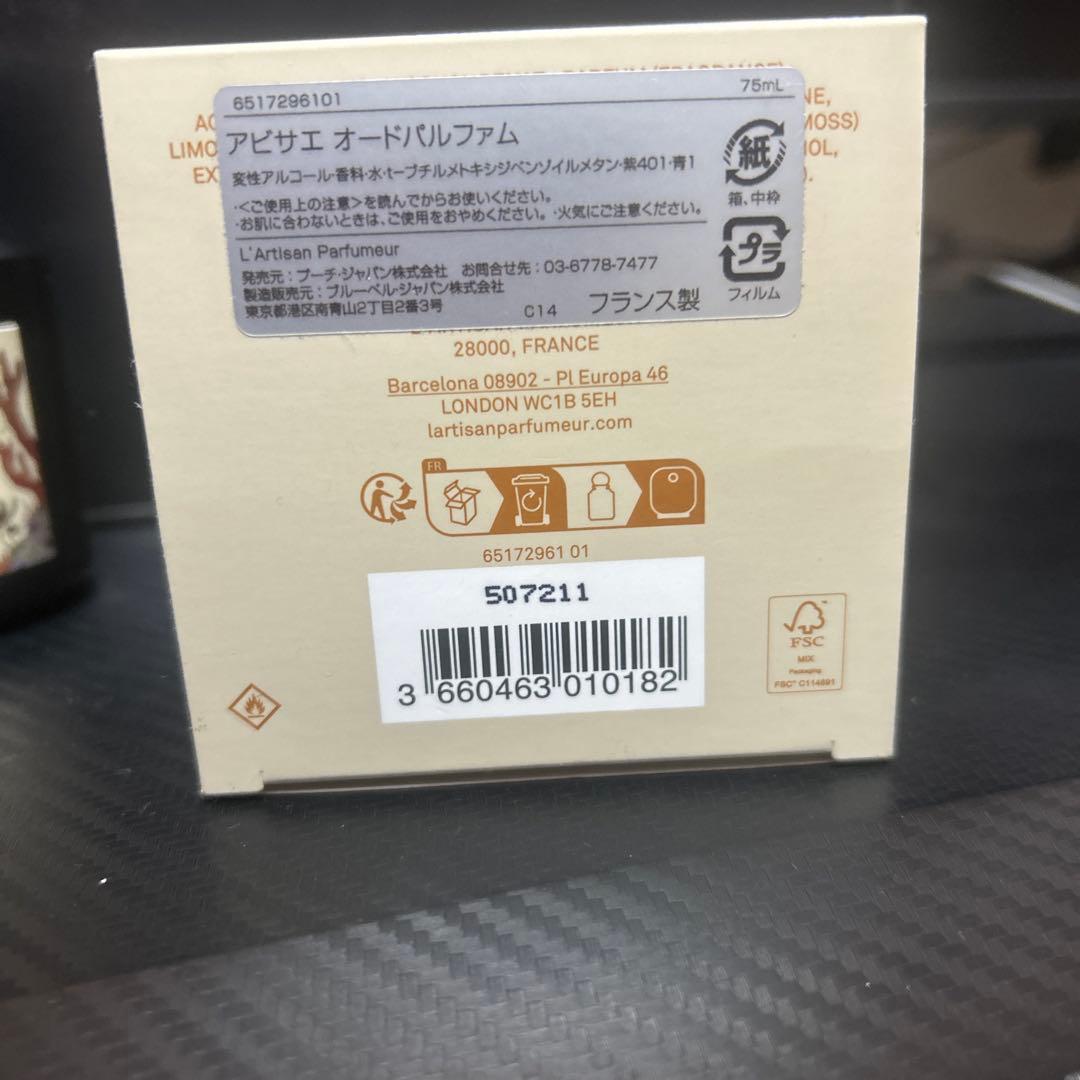 6517296101
75mL
アビサエ オードパルファム
変性アルコール・香料・水・t-ブチルメトキシジベンゾイルメタン・紫401・青1
・<ご使用上の注意>を読んでからお使いください。
・お肌に合わないときは、ご使用をおやめください。・火気にご注意ください。
L'Artisan Parfumeur
発売元：プーチ・ジャパン株式会社 お問合せ先：03-6778-7477
製造販売元：ブルーベル・ジャパン株式会社
東京都港区南青山2丁目2番3号
C14 フランス製
紙
箱、中枠
プラ
フィルム
LIMO
EX
MOSS)
28000, FRANCE
Barcelona 08902 - Pl Europa 46
LONDON WC1B 5EH
lartisanparfumeur.com
FR
65172961 01
507211
3 660463 010182
FSC
MIX
Packaging
FSC® C114691